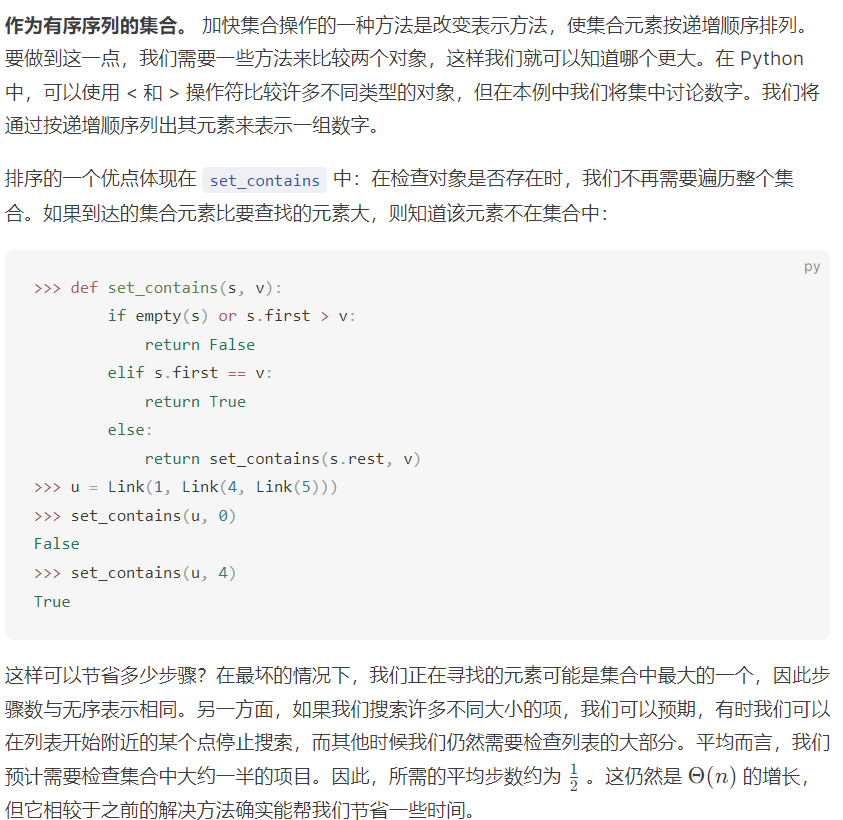 作为有序序列的集合。 加快集合操作的一种方法是改变表示方法，使集合元素按递增顺序排列。
要做到这一点，我们需要一些方法来比较两个对象，这样我们就可以知道哪个更大。在 Python
中，可以使用 < 和 > 操作符比较许多不同类型的对象，但在本例中我们将集中讨论数字。我们将
通过按递增顺序列出其元素来表示一组数字。
排序的一个优点体现在 set_contains 中：在检查对象是否存在时，我们不再需要遍历整个集
合。如果到达的集合元素比要查找的元素大，则知道该元素不在集合中：
py
>>> def set_contains(s, v):
        if empty(s) or s.first > v:
            return False
        elif s.first == v:
            return True
        else:
            return set_contains(s.rest, v)
>>> u = Link(1, Link(4, Link(5)))
>>> set_contains(u, 0)
False
>>> set_contains(u, 4)
True
这样可以节省多少步骤？在最坏的情况下，我们正在寻找的元素可能是集合中最大的一个，因此步
骤数与无序表示相同。另一方面，如果我们搜索许多不同大小的项，我们可以预期，有时我们可以
在列表开始附近的某个点停止搜索，而其他时候我们仍然需要检查列表的大部分。平均而言，我们
预计需要检查集合中大约一半的项目。因此，所需的平均步数约为 1/2 。这仍然是 Θ(n) 的增长，
但它相较于之前的解决方法确实能帮我们节省一些时间。